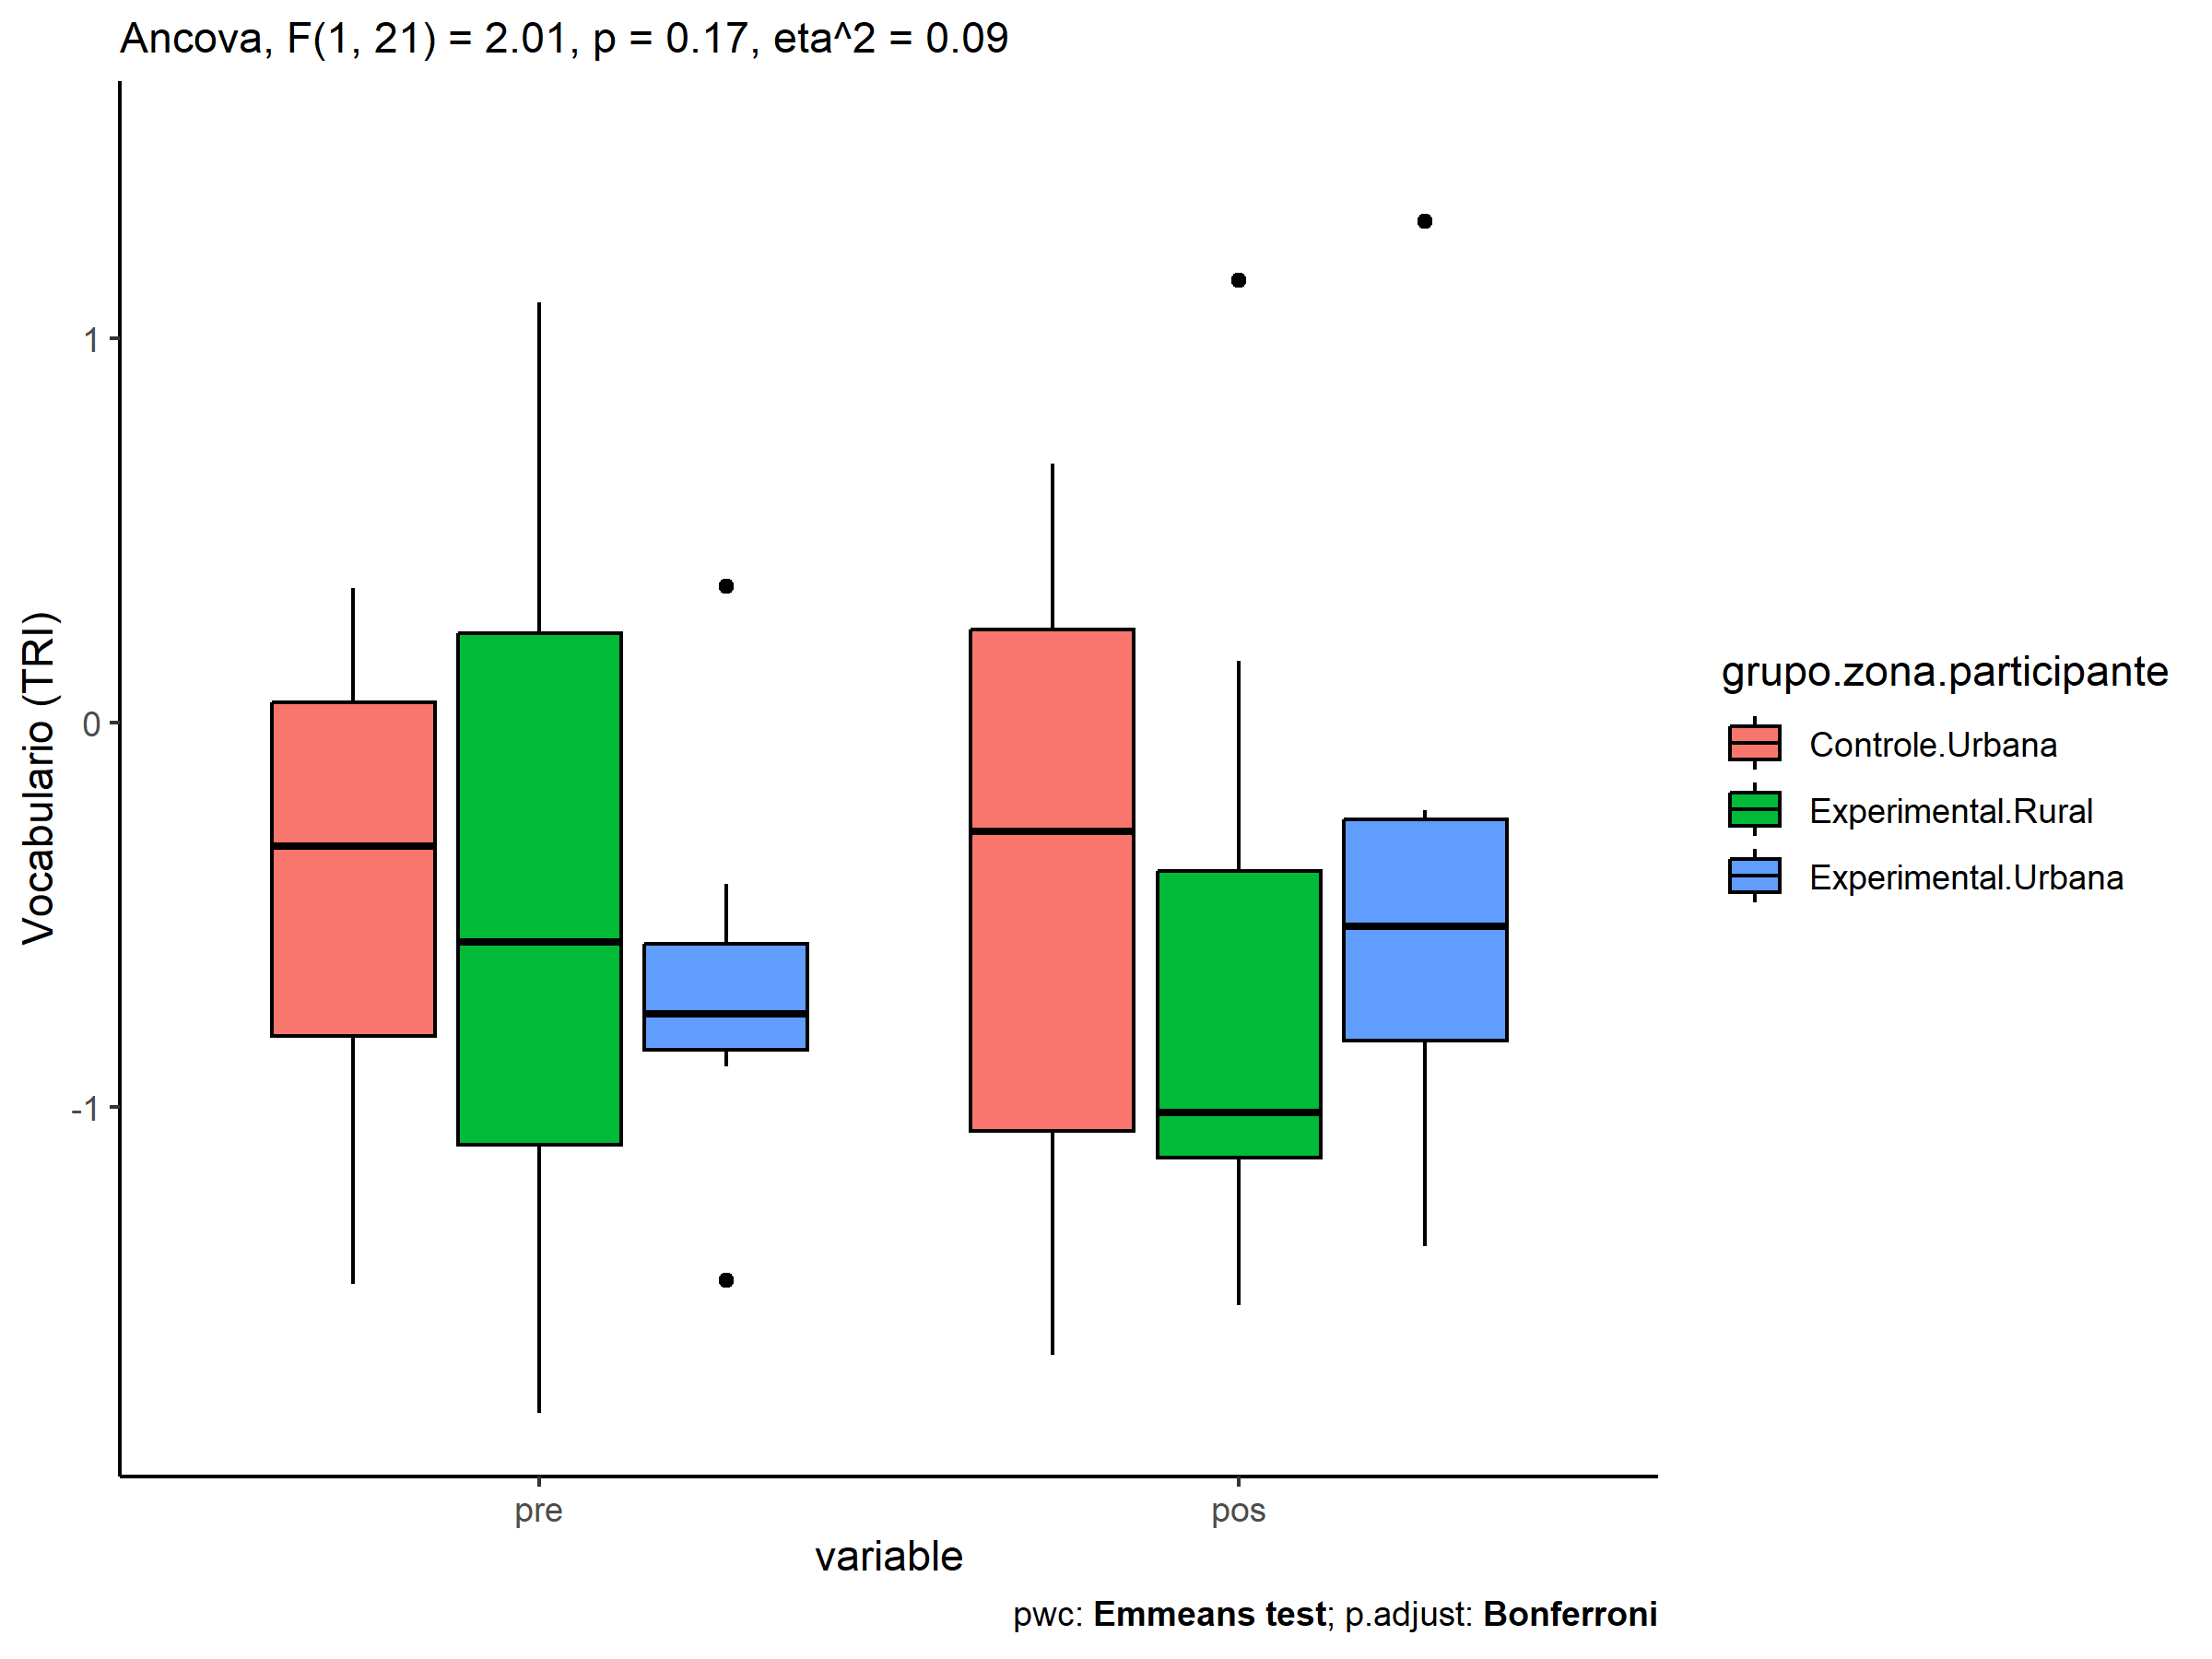 Ancova, F(1, 21) = 2.01, p = 0.17, eta^2 = 0.09
Vocabulario (TRI)
1
0
-1
pre
pos
variable
grupo.zona.participante
Controle.Urbana
Experimental.Rural
Experimental.Urbana
pwc: Emmeans test; p.adjust: Bonferroni